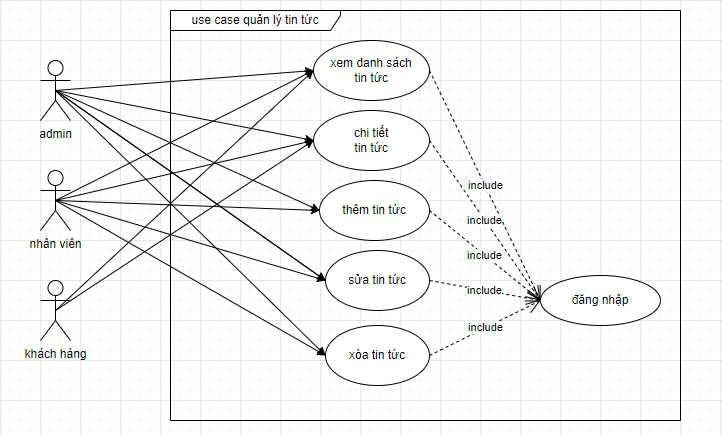 use case quản lý tin tức
xem danh sách
tin tức
admin
chi tiết
tin tức
include
thêm tin tức
include
nhân viên
include
sửa tin tức
include
đăng nhập
include
khách hàng
xóa tin tức